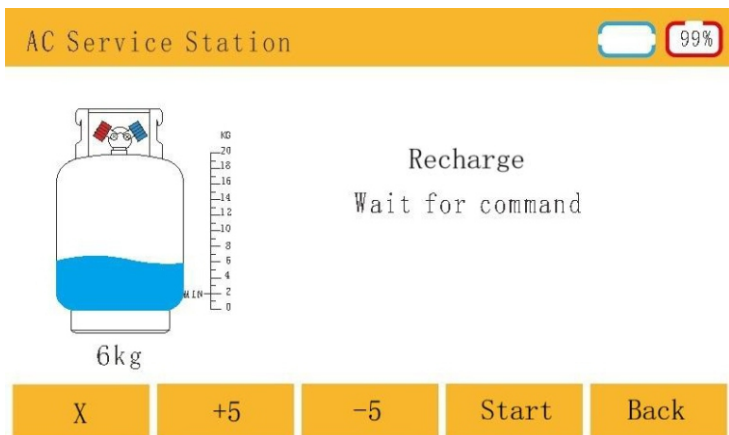 AC Service Station
99%
KG
20
18
16
14
12
10
8
6
4
MIN 2
0
Recharge
Wait for command
6kg
X +5 -5 Start Back